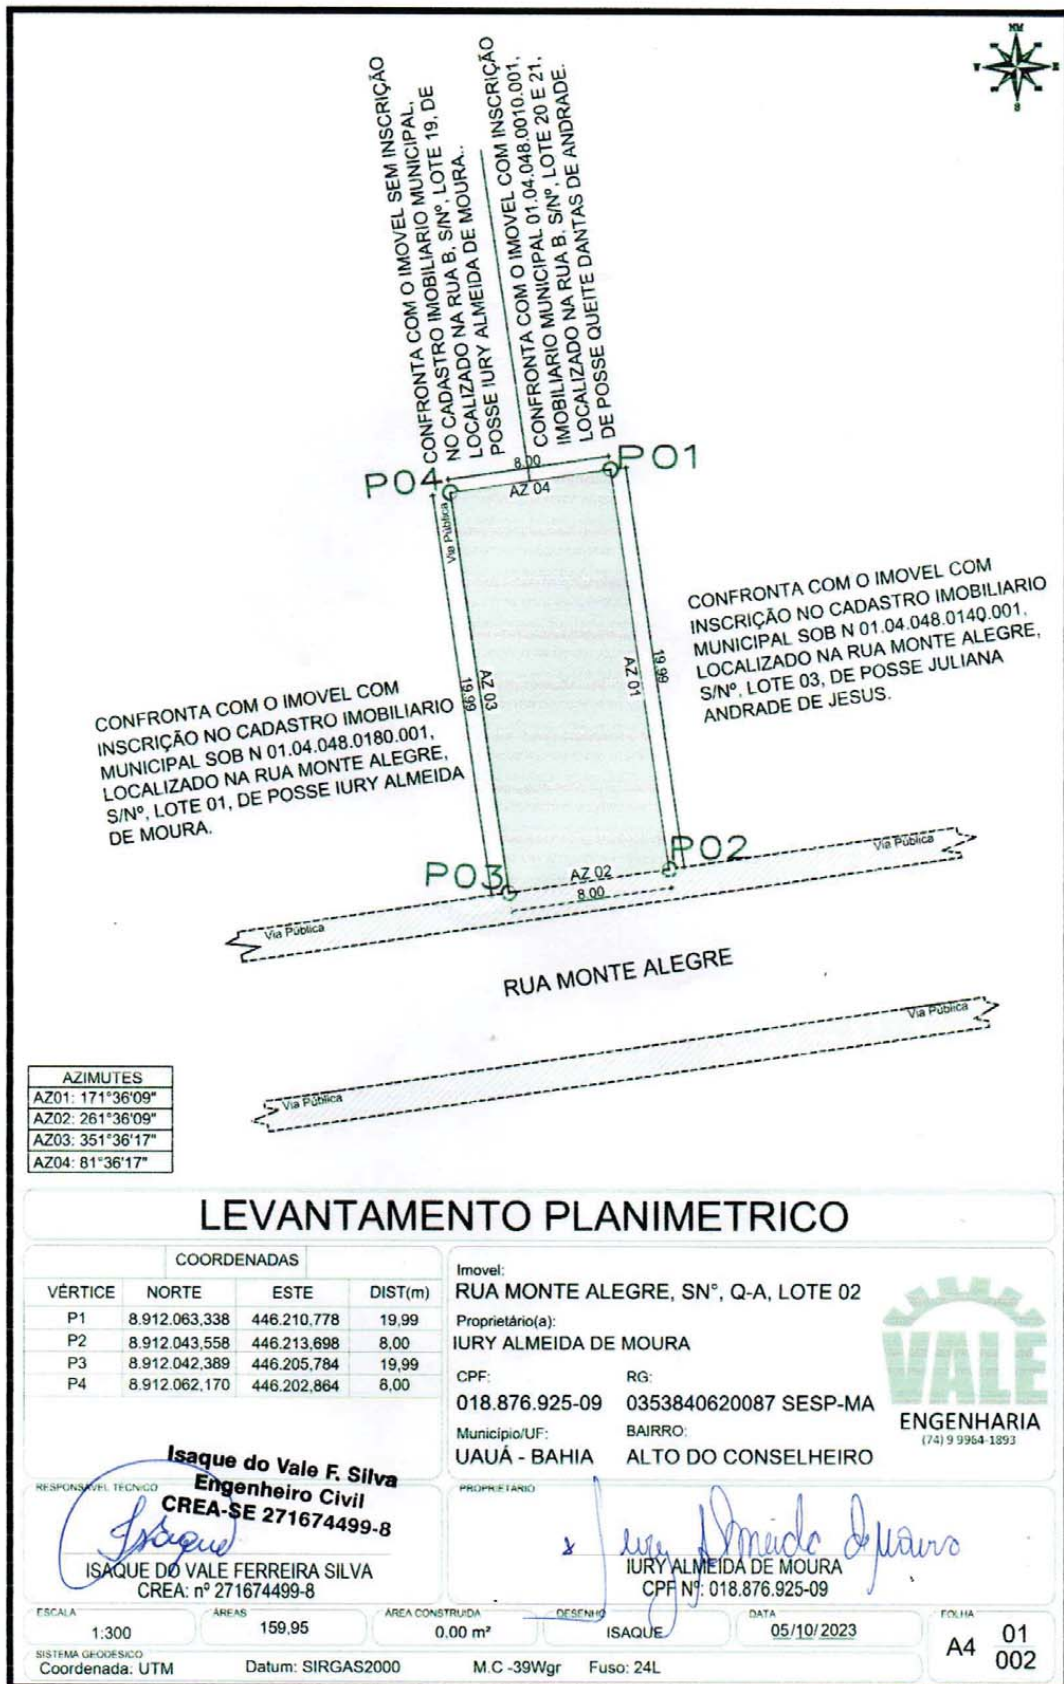 NM
E
S
CONFRONTA COM O IMOVEL SEM INSCRIÇÃO
NO CADASTRO IMOBILIARIO MUNICIPAL,
LOCALIZADO NA RUA B, S/Nº, LOTE 19, DE
POSSE IURY ALMEIDA DE MOURA..
CONFRONTA COM O IMOVEL COM INSCRIÇÃO
IMOBILIARIO MUNICIPAL 01.04.048.0010.001,
LOCALIZADO NA RUA B, S/Nº, LOTE 20 E 21,
DE POSSE QUEITE DANTAS DE ANDRADE.
P04
8.00
P01
AZ 04
Via Pública
CONFRONTA COM O IMOVEL COM
INSCRIÇÃO NO CADASTRO IMOBILIARIO
MUNICIPAL SOB N 01.04.048.0140.001,
LOCALIZADO NA RUA MONTE ALEGRE,
S/Nº, LOTE 03, DE POSSE JULIANA
ANDRADE DE JESUS.
19.99
AZ 03
AZ 01
19.99
CONFRONTA COM O IMOVEL COM
INSCRIÇÃO NO CADASTRO IMOBILIARIO
MUNICIPAL SOB N 01.04.048.0180.001,
LOCALIZADO NA RUA MONTE ALEGRE,
S/Nº, LOTE 01, DE POSSE IURY ALMEIDA
DE MOURA.
P03
AZ 02
8.00
P02
Via Pública
Via Pública
RUA MONTE ALEGRE
Via Pública
Via Pública
AZIMUTES
AZ01: 171°36'09"
AZ02: 261°36'09"
AZ03: 351°36'17"
AZ04: 81°36'17"
LEVANTAMENTO PLANIMETRICO
COORDENADAS
VÉRTICE NORTE ESTE DIST(m)
P1 8.912.063,338 446.210,778 19,99
P2 8.912.043,558 446.213,698 8,00
P3 8.912.042,389 446.205,784 19,99
P4 8.912.062,170 446.202,864 8,00
Imovel:
RUA MONTE ALEGRE, SN°, Q-A, LOTE 02
Proprietário(a):
IURY ALMEIDA DE MOURA
CPF: RG:
018.876.925-09 0353840620087 SESP-MA
Município/UF: BAIRRO:
UAUÁ - BAHIA ALTO DO CONSELHEIRO
VALE
ENGENHARIA
(74) 9 9964-1893
Isaque do Vale F. Silva
Engenheiro Civil
CREA-SE 271674499-8
RESPONSAVEL TECNICO
Isaque
ISAQUE DO VALE FERREIRA SILVA
CREA: nº 271674499-8
PROPRIETARIO
Iury Almeida de Moura
IURY ALMEIDA DE MOURA
CPF Nº: 018.876.925-09
ESCALA
1:300
ÁREAS
159,95
ÁREA CONSTRUIDA
0,00 m²
DESENHO
ISAQUE
DATA
05/10/2023
FOLHA
A4 01
002
SISTEMA GEODESICO
Coordenada: UTM Datum: SIRGAS2000 M.C -39Wgr Fuso: 24L